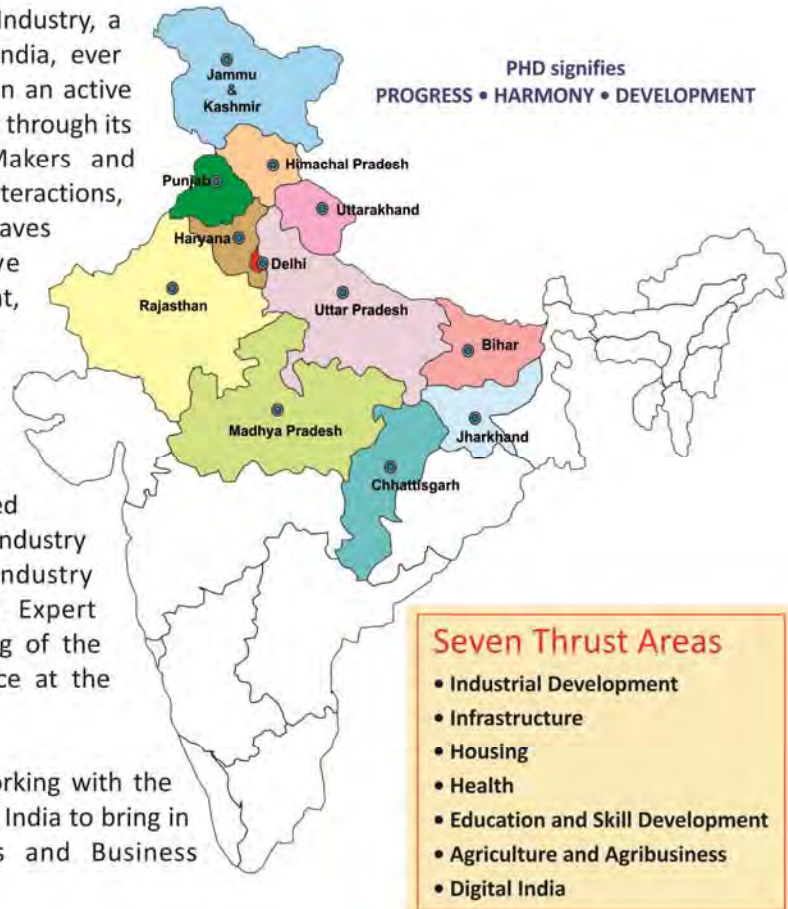 Industry, a
ndia, ever
n an active
through its
Makers and
nteractions,
aves
ve
nt,
ed
ndustry
ndustry
Expert
g of the
ce at the
orking with the
India to bring in
s and Business
PHD signifies
PROGRESS • HARMONY • DEVELOPMENT
Jammu
&
Kashmir
Himachal Pradesh
Punjab
Uttarakhand
Haryana
Delhi
Rajasthan
Uttar Pradesh
Bihar
Madhya Pradesh
Jharkhand
Chhattisgarh
Seven Thrust Areas
• Industrial Development
• Infrastructure
• Housing
• Health
• Education and Skill Development
• Agriculture and Agribusiness
• Digital India